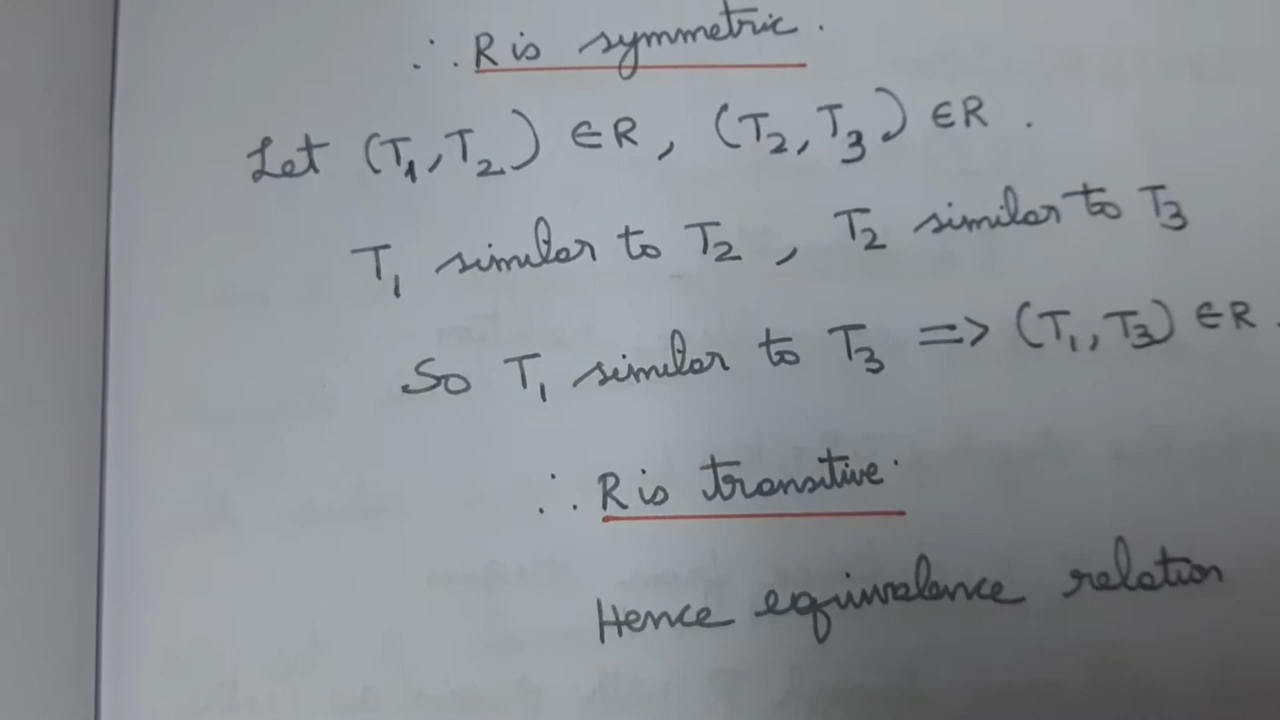 ∴ R is symmetric.
Let (T₁, T₂) ∈ R, (T₂, T₃) ∈ R.
T₁ similar to T₂, T₂ similar to T₃
So T₁ similar to T₃ => (T₁, T₃) ∈ R.
∴ R is transitive.
Hence equivalence relation